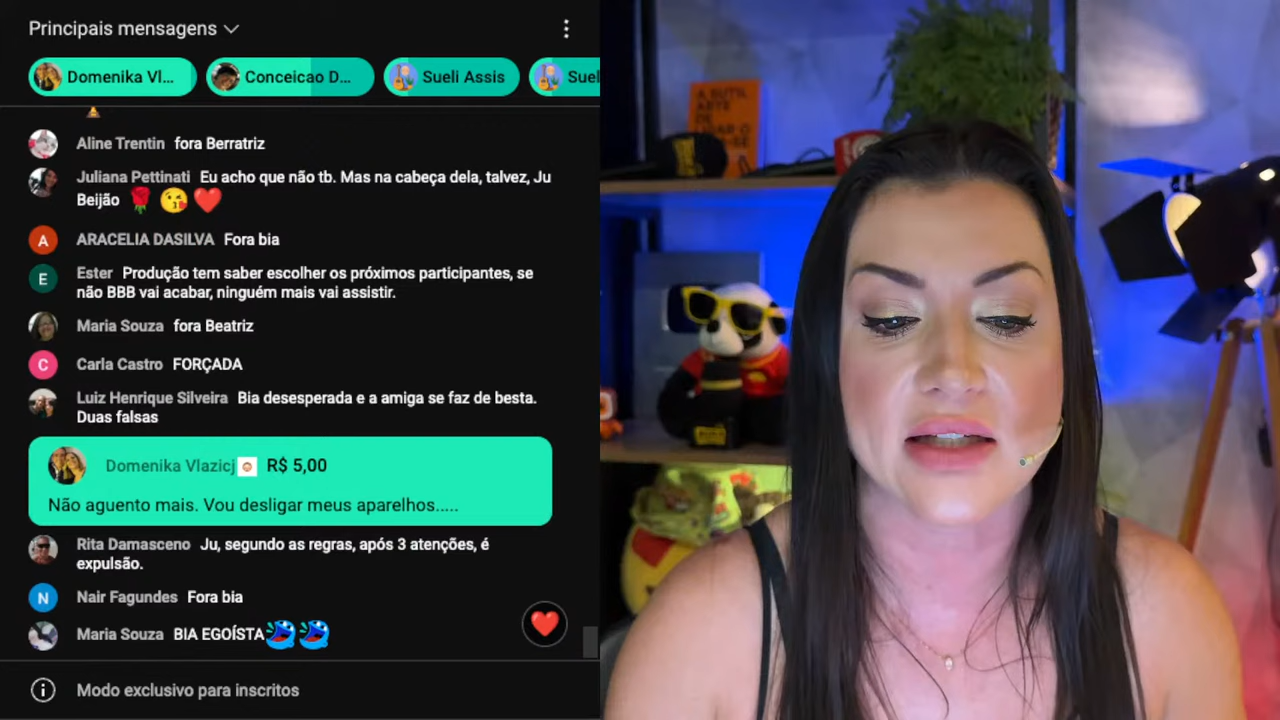 Principais mensagens
Domenika Vl...
Conceicao D...
Sueli Assis
Suel
Aline Trentin fora Berratriz
Juliana Pettinati Eu acho que não tb. Mas na cabeça dela, talvez, Ju
Beijão 🌹 😘 ❤️
A ARACELIA DASILVA Fora bia
E Ester Produção tem saber escolher os próximos participantes, se
não BBB vai acabar, ninguém mais vai assistir.
Maria Souza fora Beatriz
C Carla Castro FORÇADA
Luiz Henrique Silveira Bia desesperada e a amiga se faz de besta.
Duas falsas
Domenika Vlazicj R$ 5,00
Não aguento mais. Vou desligar meus aparelhos.....
Rita Damasceno Ju, segundo as regras, após 3 atenções, é
expulsão.
N Nair Fagundes Fora bia
Maria Souza BIA EGOÍSTA
Modo exclusivo para inscritos
A SUTIL
ARTE
DE